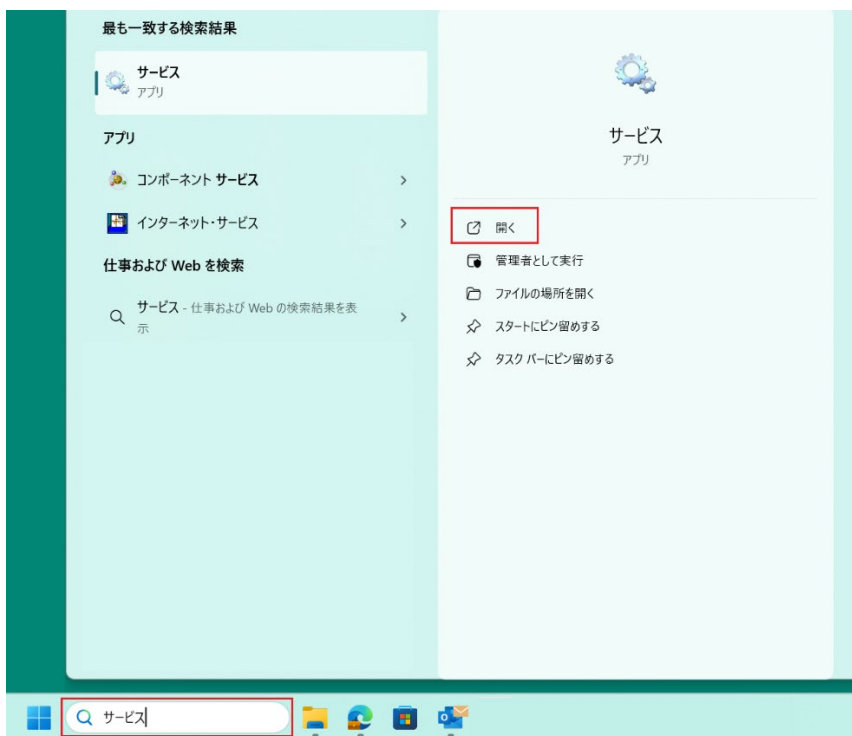 最も一致する検索結果
サービス
アプリ
アプリ
コンポーネント サービス
インターネット・サービス
仕事および Web を検索
サービス - 仕事および Web の検索結果を表
示
サービス
アプリ
開く
管理者として実行
ファイルの場所を開く
スタートにピン留めする
タスク バーにピン留めする
サービス